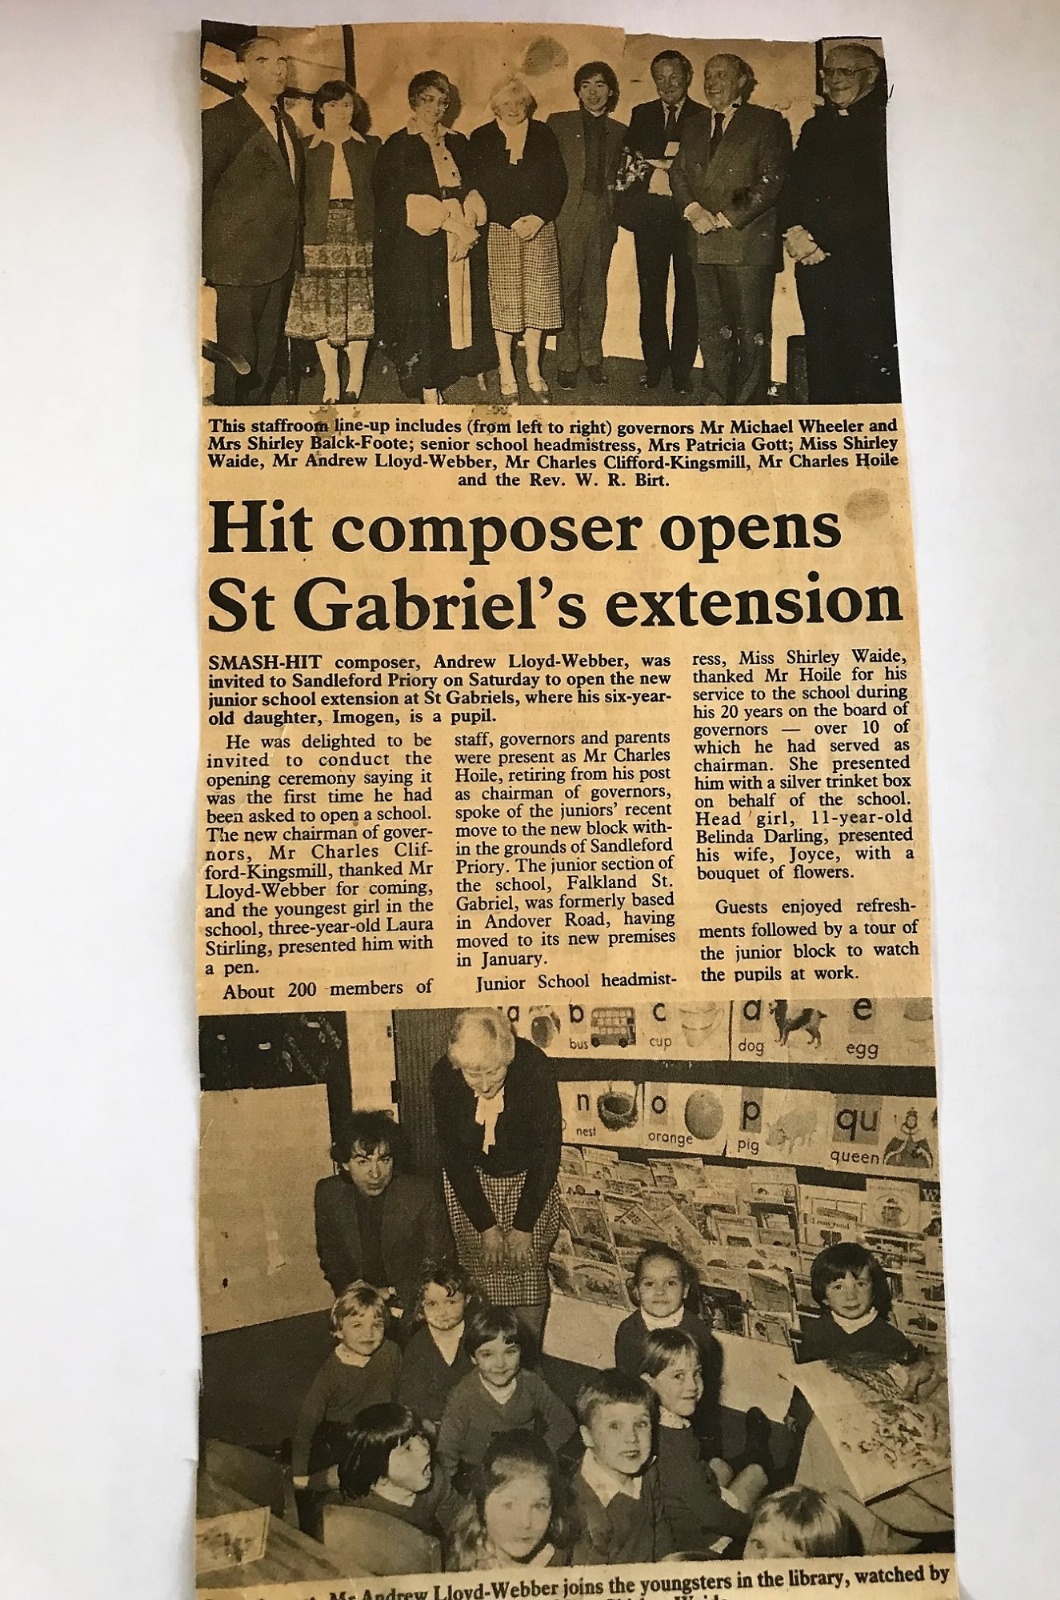 This staffroom line-up includes (from left to right) governors Mr Michael Wheeler and
Mrs Shirley Balck-Foote; senior school headmistress, Mrs Patricia Gott; Miss Shirley
Waide, Mr Andrew Lloyd-Webber, Mr Charles Clifford-Kingsmill, Mr Charles Hoile
and the Rev. W. R. Birt.
Hit composer opens
St Gabriel's extension
SMASH-HIT composer, Andrew Lloyd-Webber, was
invited to Sandleford Priory on Saturday to open the new
junior school extension at St Gabriels, where his six-year-
old daughter, Imogen, is a pupil.
He was delighted to be
invited to conduct the
opening ceremony saying it
was the first time he had
been asked to open a school.
The new chairman of gover-
nors, Mr Charles Clif-
ford-Kingsmill, thanked Mr
Lloyd-Webber for coming,
and the youngest girl in the
school, three-year-old Laura
Stirling, presented him with
a pen.
About 200 members of
staff, governors and parents
were present as Mr Charles
Hoile, retiring from his post
as chairman of governors,
spoke of the juniors' recent
move to the new block with-
in the grounds of Sandleford
Priory. The junior section of
the school, Falkland St.
Gabriel, was formerly based
in Andover Road, having
moved to its new premises
in January.
Junior School headmist-
ress, Miss Shirley Waide,
thanked Mr Hoile for his
service to the school during
his 20 years on the board of
governors — over 10 of
which he had served as
chairman. She presented
him with a silver trinket box
on behalf of the school.
Head girl, 11-year-old
Belinda Darling, presented
his wife, Joyce, with a
bouquet of flowers.
Guests enjoyed refresh-
ments followed by a tour of
the junior block to watch
the pupils at work.
a b c d e
bus cup dog egg
n o p qu
nest orange pig queen
Mr Andrew Lloyd-Webber joins the youngsters in the library, watched by